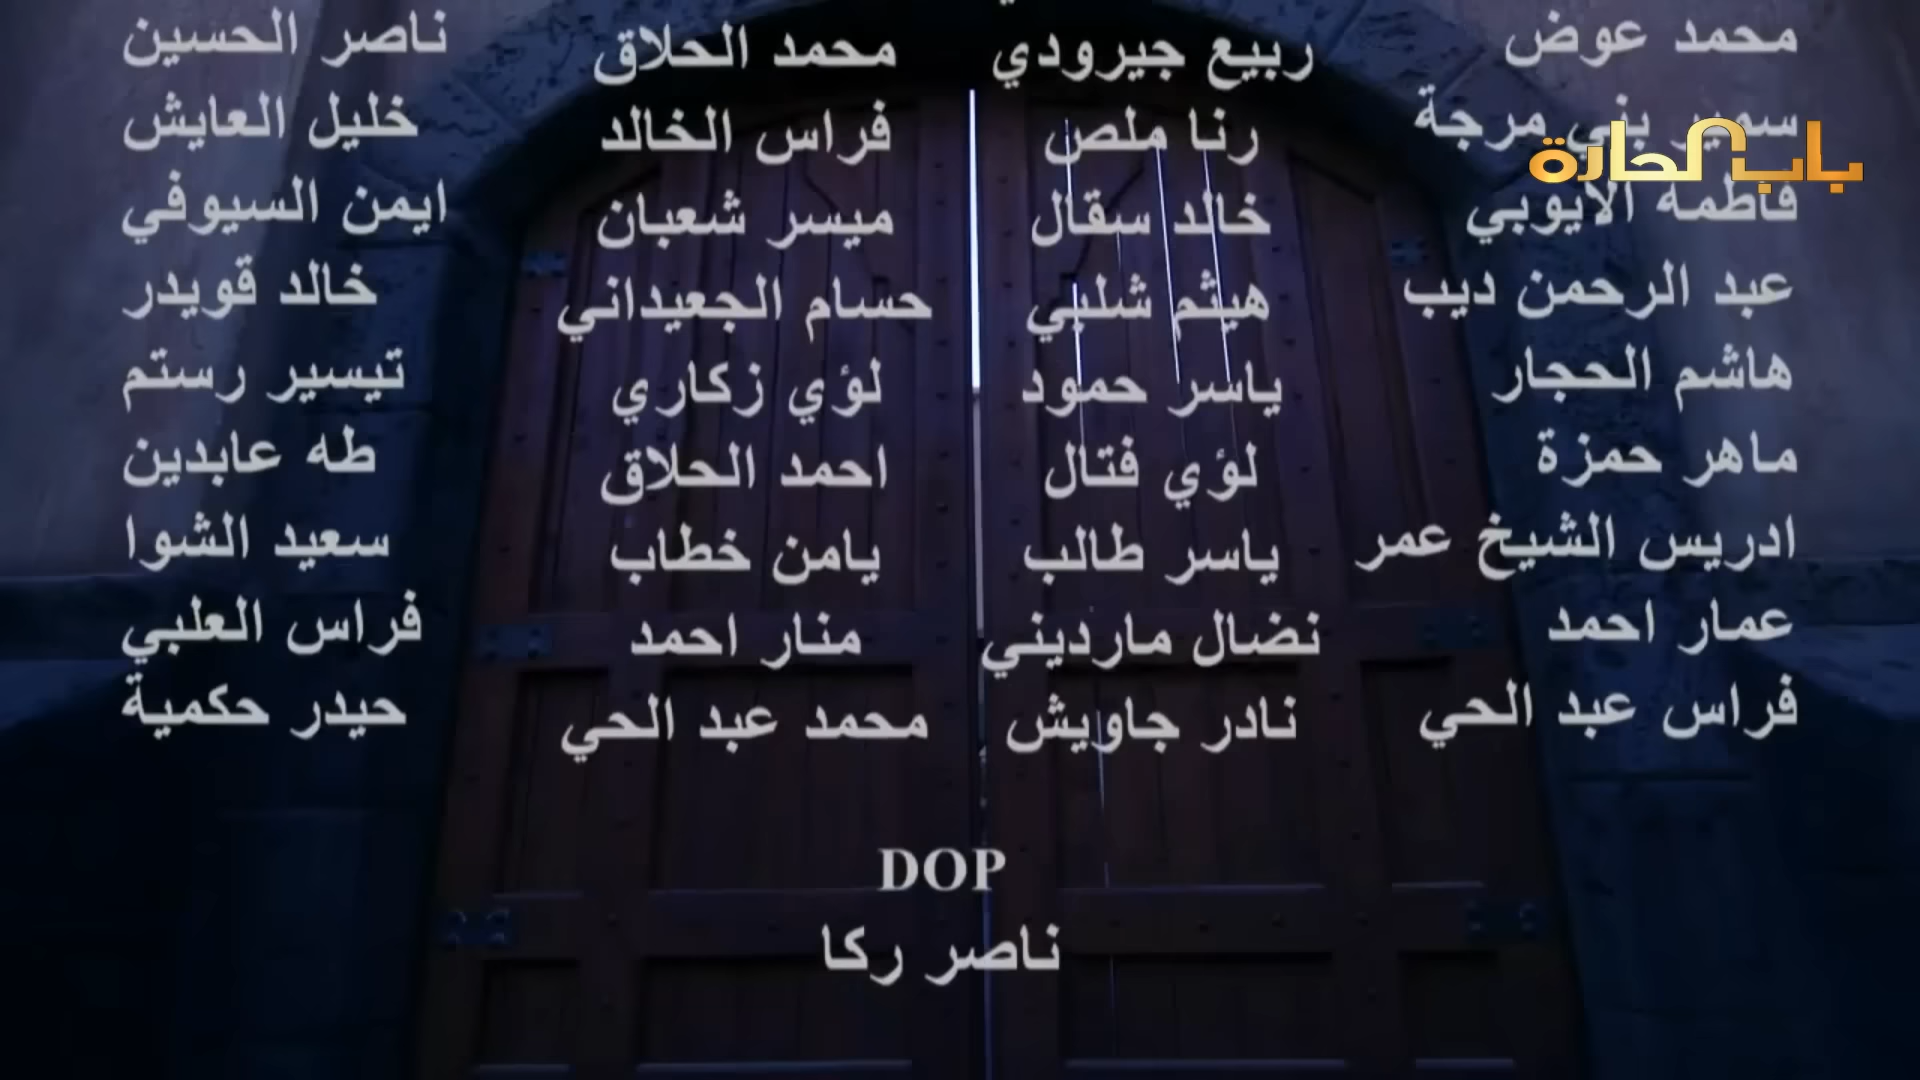 محمد عوض
ربيع جيرودي
محمد الحلاق
ناصر الحسين
سمير بني مرجة
رنا ملص
فراس الخالد
خليل العايش
باب الحارة
فاطمة الايوبي
خالد سقال
ميسر شعبان
ايمن السيوفي
عبد الرحمن ديب
هيثم شلبي
حسام الجعيداني
خالد قويدر
هاشم الحجار
ياسر حمود
لؤي زكاري
تيسير رستم
ماهر حمزة
لؤي فتال
احمد الحلاق
طه عابدين
ادريس الشيخ عمر
ياسر طالب
يامن خطاب
سعيد الشوا
عمار احمد
نضال مارديني
منار احمد
فراس العلبي
فراس عبد الحي
نادر جاويش
محمد عبد الحي
حيدر حكمية
DOP
ناصر ركا